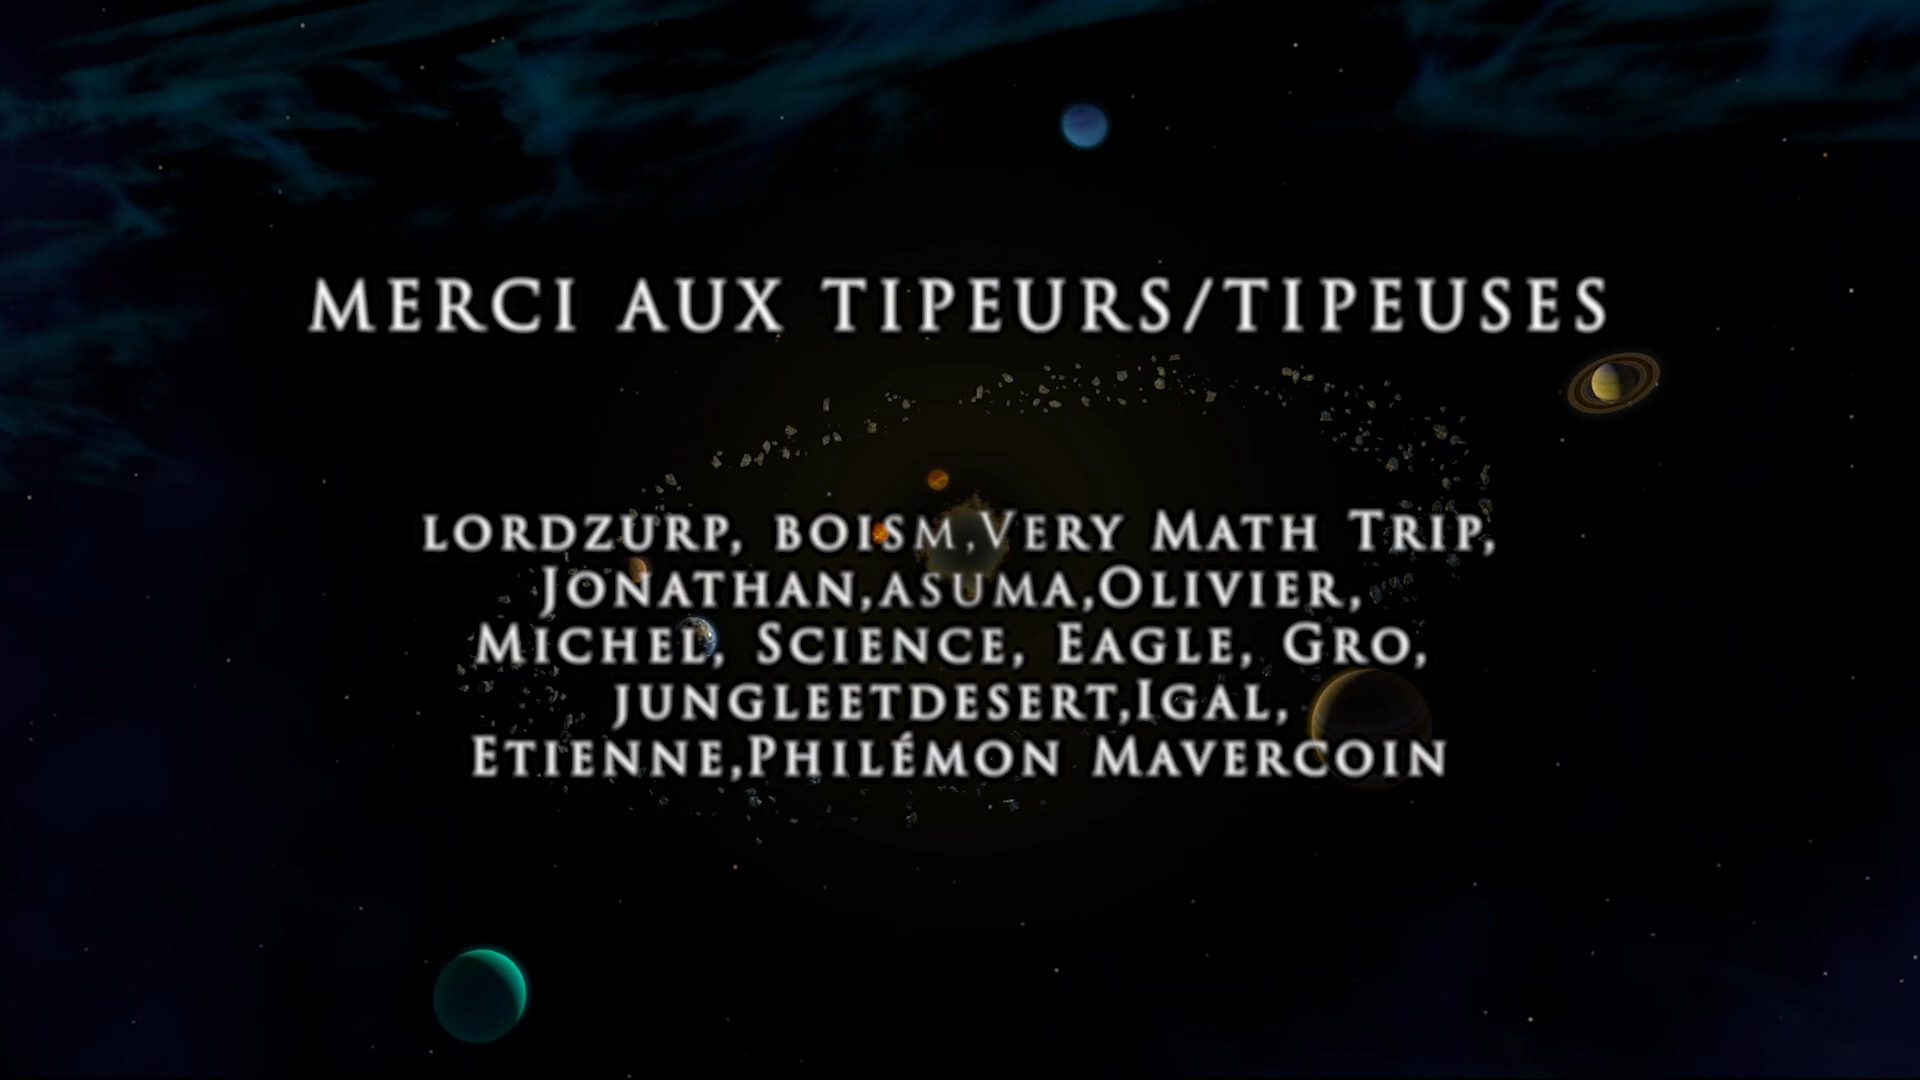 MERCI AUX TIPEURS/TIPEUSES
LORDZURP, BOISM,VERY MATH TRIP,
JONATHAN,ASUMA,OLIVIER,
MICHEL, SCIENCE, EAGLE, GRO,
JUNGLEETDESERT,IGAL,
ETIENNE,PHILÉMON MAVERCOIN